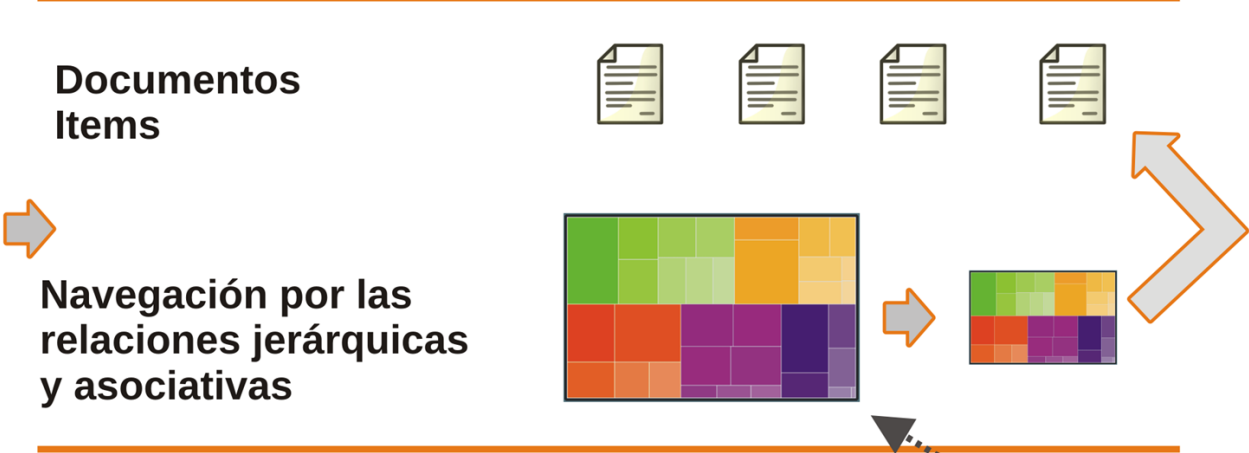 Documentos
Items
Navegación por las
relaciones jerárquicas
y asociativas